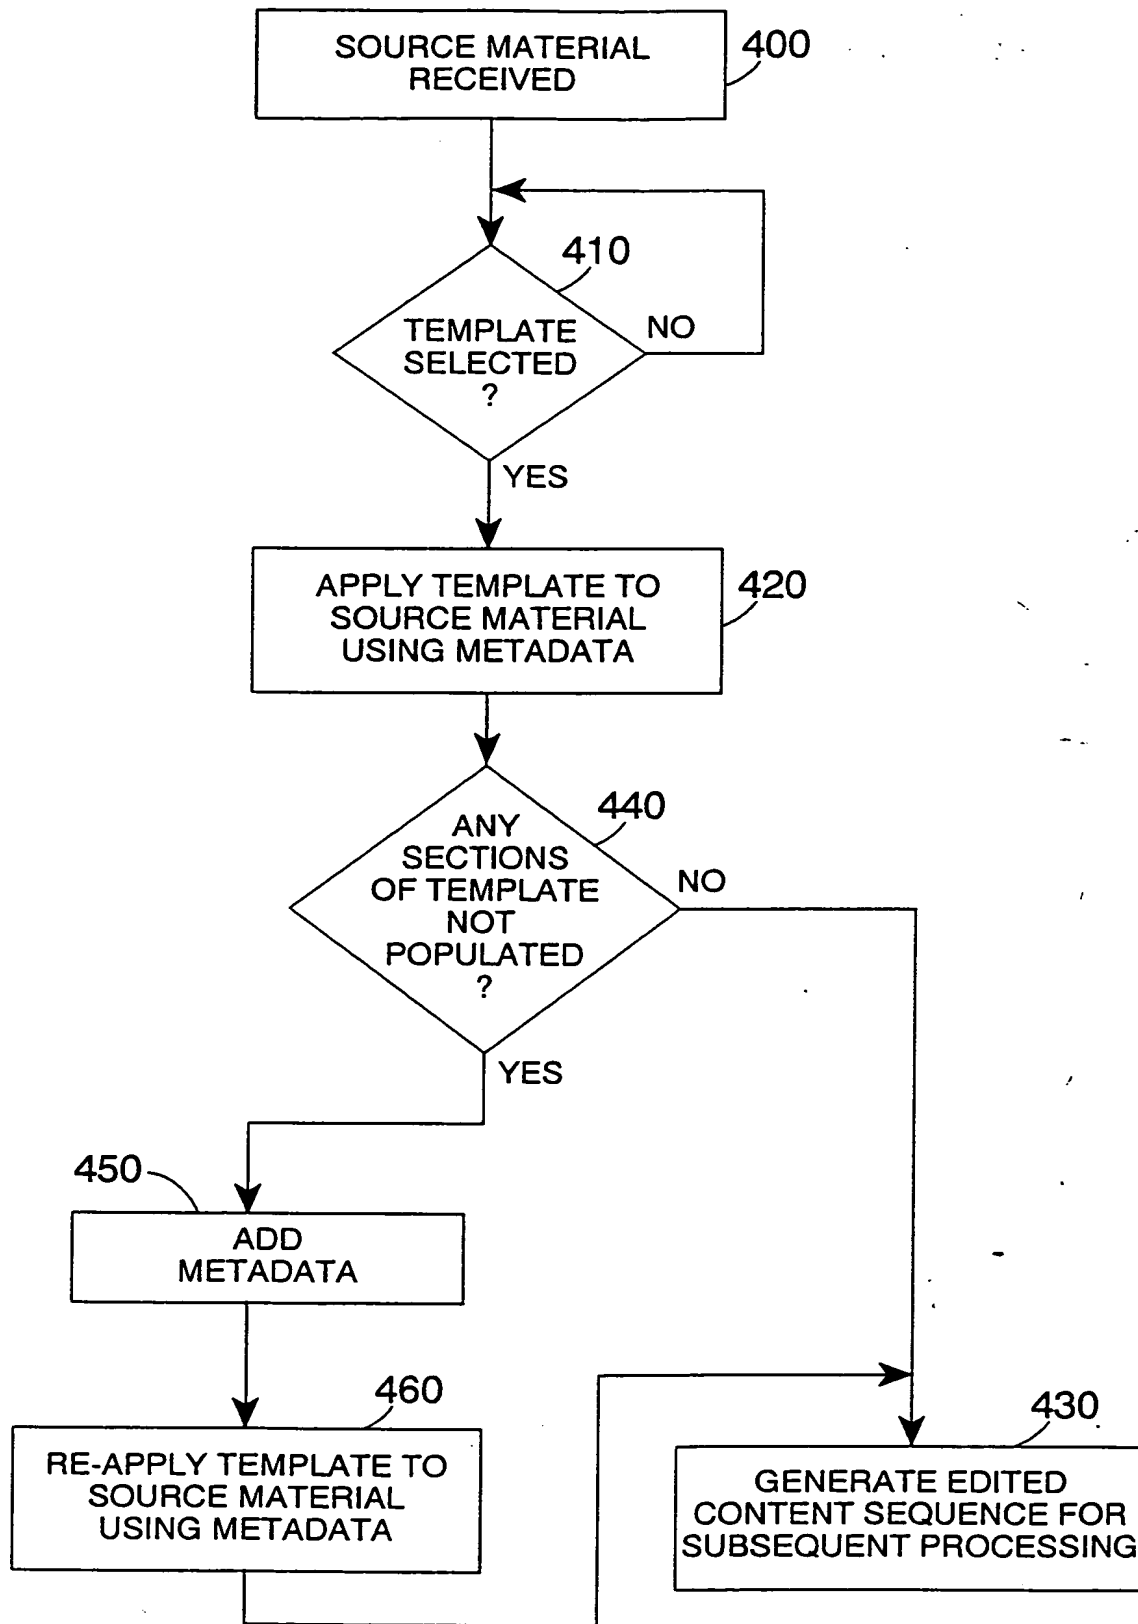 SOURCE MATERIAL
RECEIVED
400
410
TEMPLATE
SELECTED
?
NO
YES
APPLY TEMPLATE TO
SOURCE MATERIAL
USING METADATA
420
440
ANY
SECTIONS
OF TEMPLATE
NOT
POPULATED
?
NO
YES
450
ADD
METADATA
460
RE-APPLY TEMPLATE TO
SOURCE MATERIAL
USING METADATA
430
GENERATE EDITED
CONTENT SEQUENCE FOR
SUBSEQUENT PROCESSING